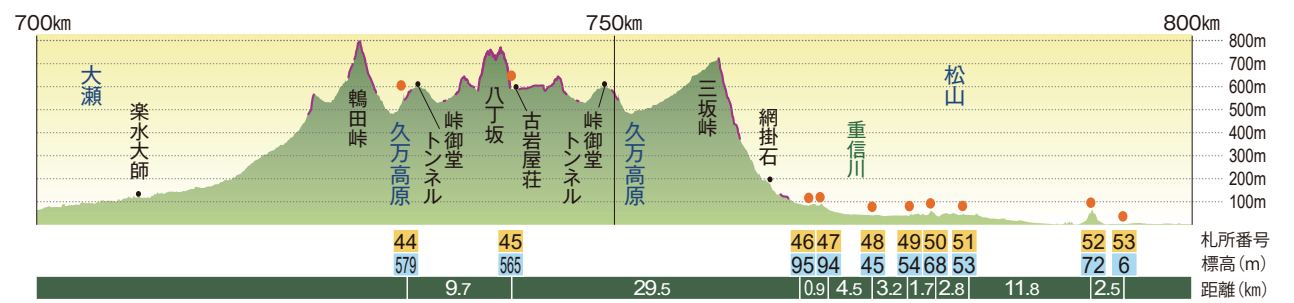 700km 750km 800km
800m
700m
600m
500m
400m
300m
200m
100m
大瀬
楽水大師
鴇田峠
久万高原
峠御堂トンネル
八丁坂
古岩屋荘
峠御堂トンネル
久万高原
三坂峠
網掛石
重信川
松山
44 45 46 47 48 49 50 51 52 53 札所番号
579 565 95 94 45 54 68 53 72 6 標高(m)
9.7 29.5 0.9 4.5 3.2 1.7 2.8 11.8 2.5 距離(km)